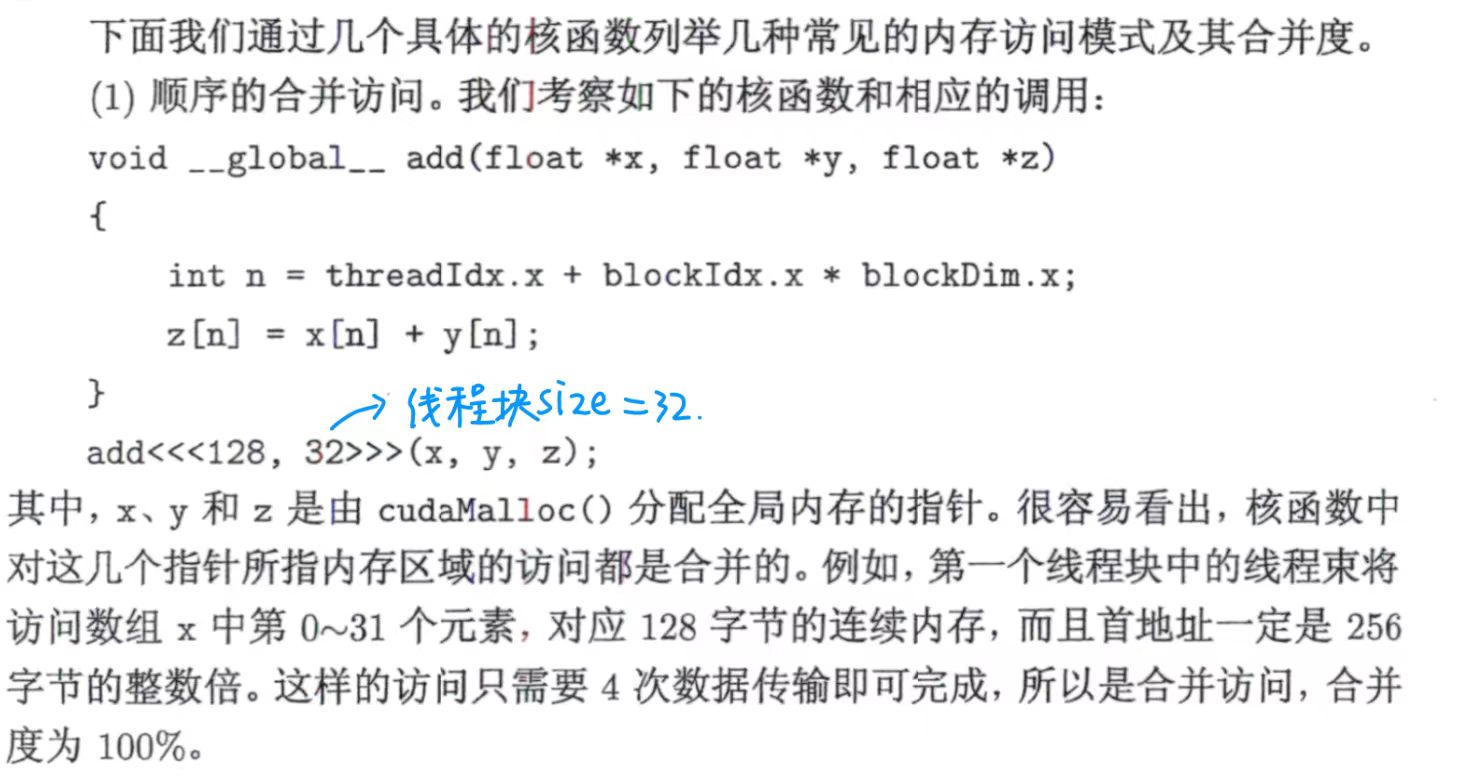 下面我们通过几个具体的核函数列举几种常见的内存访问模式及其合并度。
(1) 顺序的合并访问。我们考察如下的核函数和相应的调用：
void __global__ add(float *x, float *y, float *z)
{
    int n = threadIdx.x + blockIdx.x * blockDim.x;
    z[n] = x[n] + y[n];
}
线程块size=32.
add<<<128, 32>>>(x, y, z);
其中，x、y 和 z 是由 cudaMalloc() 分配全局内存的指针。很容易看出，核函数中
对这几个指针所指内存区域的访问都是合并的。例如，第一个线程块中的线程束将
访问数组 x 中第 0~31 个元素，对应 128 字节的连续内存，而且首地址一定是 256
字节的整数倍。这样的访问只需要 4 次数据传输即可完成，所以是合并访问，合并
度为 100%。